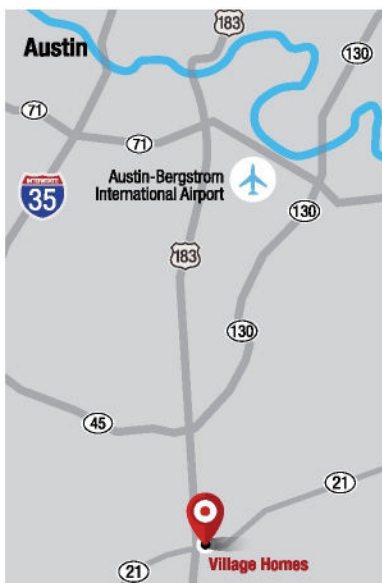 183
Austin
130
71
71
Austin-Bergstrom
International Airport
INTERSTATE
35
130
183
130
45
21
21
Village Homes